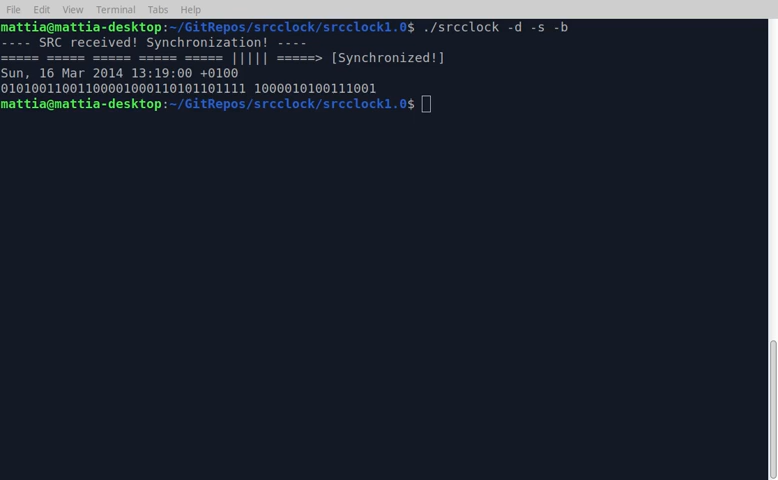 File Edit View Terminal Tabs Help
mattia@mattia-desktop:~/GitRepos/srcclock/srcclock1.0$ ./srcclock -d -s -b
---- SRC received! Synchronization! ----
===== ===== ===== ===== ===== ||||| =====> [Synchronized!]
Sun, 16 Mar 2014 13:19:00 +0100
01010011001100001000110101101111 1000010100111001
mattia@mattia-desktop:~/GitRepos/srcclock/srcclock1.0$